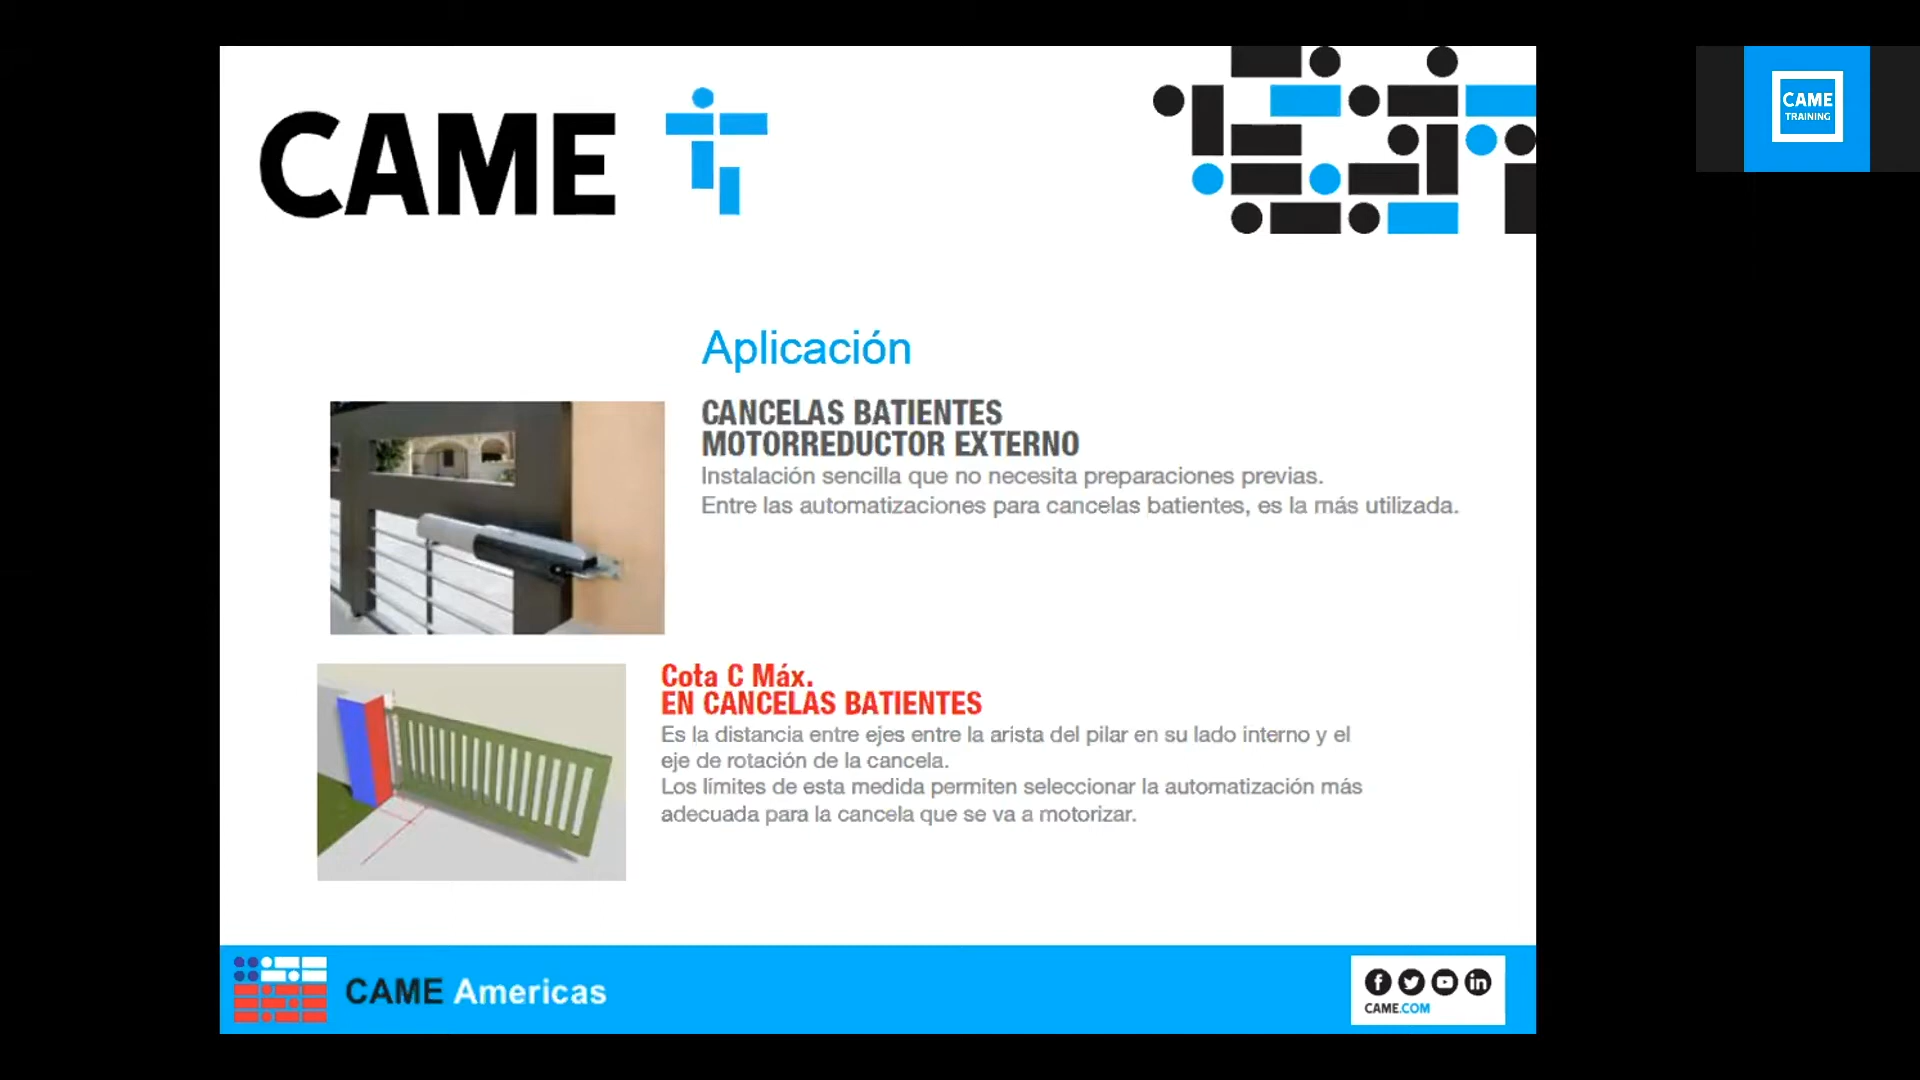 CAME
CAME
TRAINING
Aplicación
CANCELAS BATIENTES
MOTORREDUCTOR EXTERNO
Instalación sencilla que no necesita preparaciones previas.
Entre las automatizaciones para cancelas batientes, es la más utilizada.
Cota C Máx.
EN CANCELAS BATIENTES
Es la distancia entre ejes entre la arista del pilar en su lado interno y el
eje de rotación de la cancela.
Los límites de esta medida permiten seleccionar la automatización más
adecuada para la cancela que se va a motorizar.
CAME Americas
CAME.COM